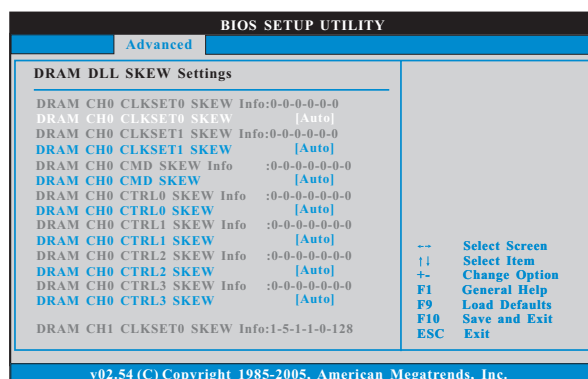 BIOS SETUP UTILITY
Advanced
DRAM DLL SKEW Settings
DRAM CH0 CLKSET0 SKEW Info:0-0-0-0-0-0
DRAM CH0 CLKSET0 SKEW [Auto]
DRAM CH0 CLKSET1 SKEW Info:0-0-0-0-0-0
DRAM CH0 CLKSET1 SKEW [Auto]
DRAM CH0 CMD SKEW Info :0-0-0-0-0-0-0
DRAM CH0 CMD SKEW [Auto]
DRAM CH0 CTRL0 SKEW Info :0-0-0-0-0-0-0
DRAM CH0 CTRL0 SKEW [Auto]
DRAM CH0 CTRL1 SKEW Info :0-0-0-0-0-0-0
DRAM CH0 CTRL1 SKEW [Auto]
DRAM CH0 CTRL2 SKEW Info :0-0-0-0-0-0-0
DRAM CH0 CTRL2 SKEW [Auto]
DRAM CH0 CTRL3 SKEW Info :0-0-0-0-0-0-0
DRAM CH0 CTRL3 SKEW [Auto]
DRAM CH1 CLKSET0 SKEW Info:1-5-1-1-0-128
←→ Select Screen
↑↓ Select Item
+- Change Option
F1 General Help
F9 Load Defaults
F10 Save and Exit
ESC Exit
v02.54 (C) Copyright 1985-2005, American Megatrends, Inc.